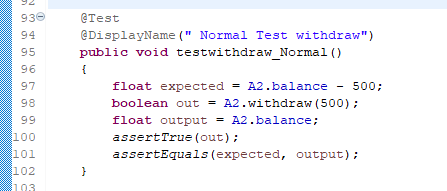 92
93 @Test
94 @DisplayName(" Normal Test withdraw")
95 public void testwithdraw_Normal()
96 {
97 float expected = A2.balance - 500;
98 boolean out = A2.withdraw(500);
99 float output = A2.balance;
100 assertTrue(out);
101 assertEquals(expected, output);
102 }
103